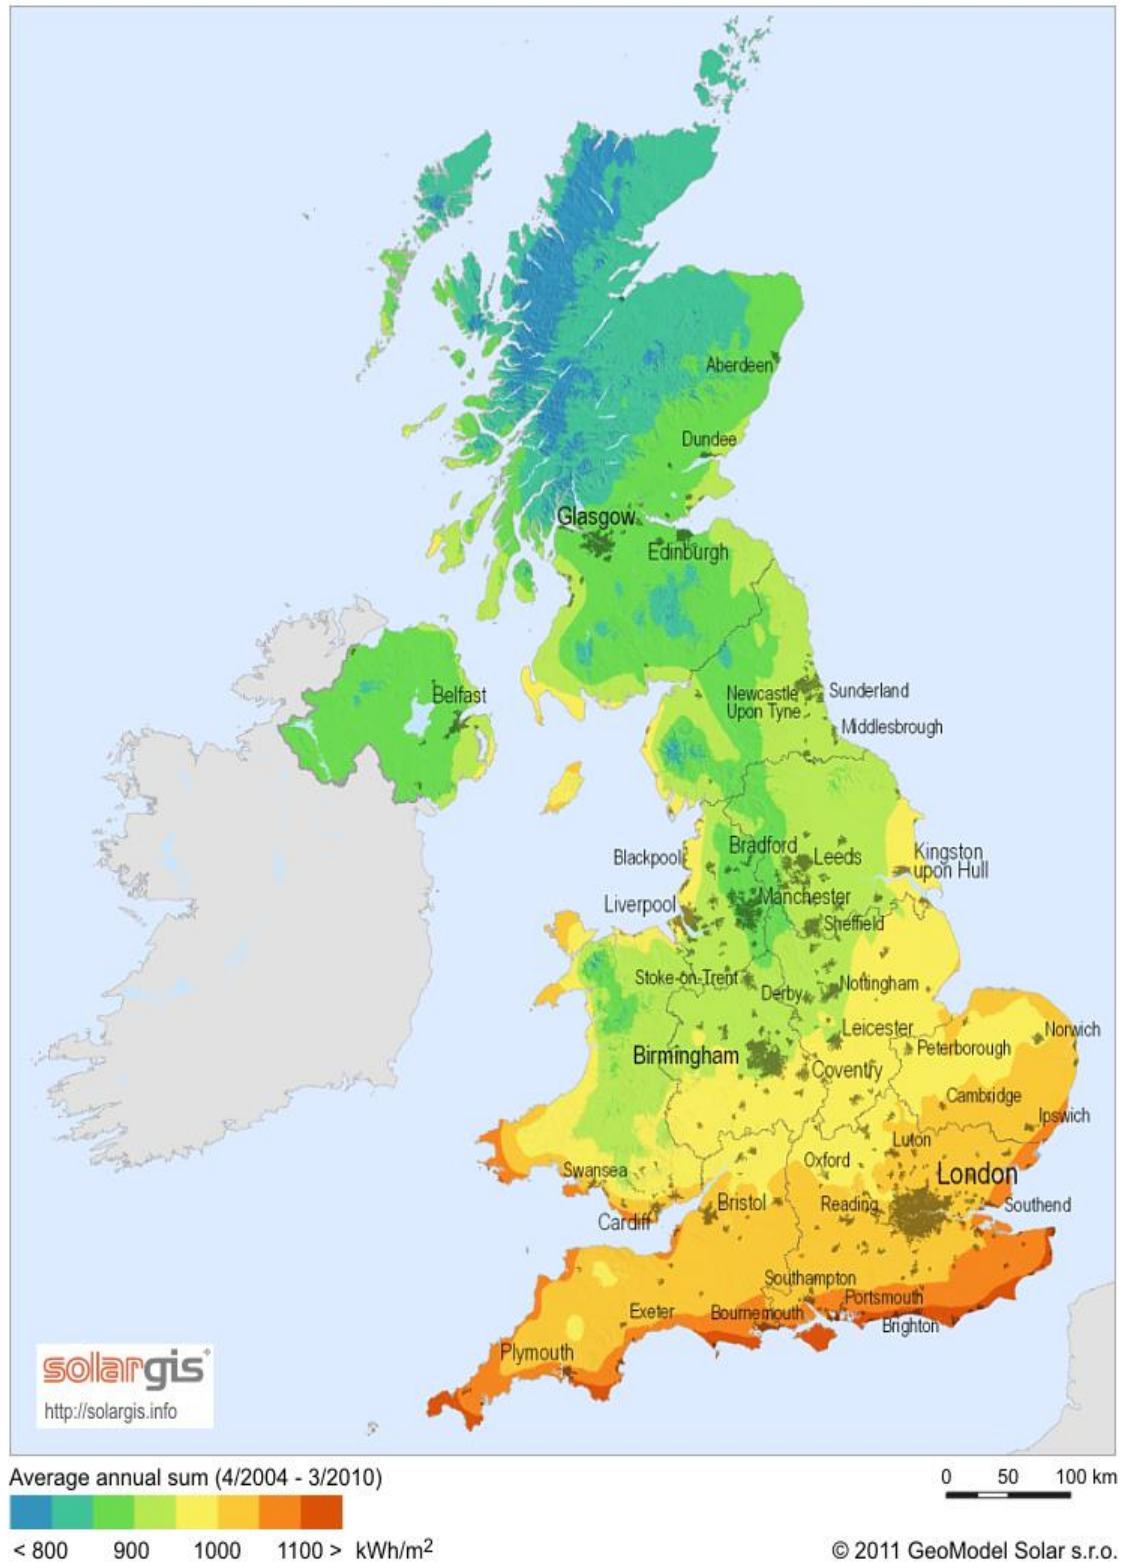 Aberdeen
Dundee
Glasgow
Edinburgh
Belfast
Newcastle
Upon Tyne
Sunderland
Middlesbrough
Bradford
Leeds
Blackpool
Kingston
upon Hull
Manchester
Liverpool
Sheffield
Stoke-on-Trent
Derby
Nottingham
Leicester
Norwich
Birmingham
Peterborough
Coventry
Cambridge
Ipswich
Luton
Swansea
Oxford
London
Bristol
Reading
Southend
Cardiff
Southampton
Portsmouth
Exeter
Bournemouth
Brighton
Plymouth
solargis
http://solargis.info
Average annual sum (4/2004 - 3/2010)
0 50 100 km
< 800 900 1000 1100 > kWh/m²
© 2011 GeoModel Solar s.r.o.